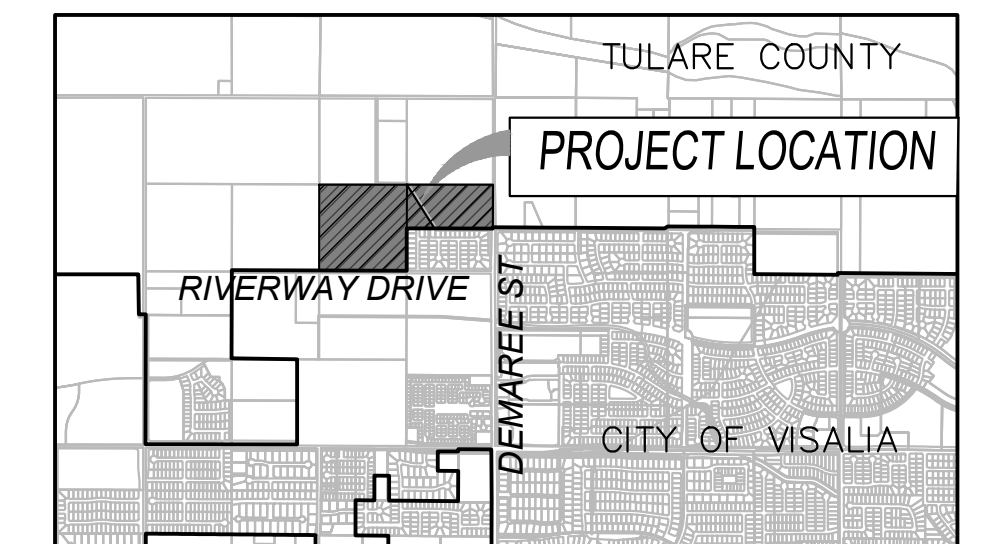 TULARE COUNTY
PROJECT LOCATION
RIVERWAY DRIVE
DEMAREE ST
CITY OF VISALIA